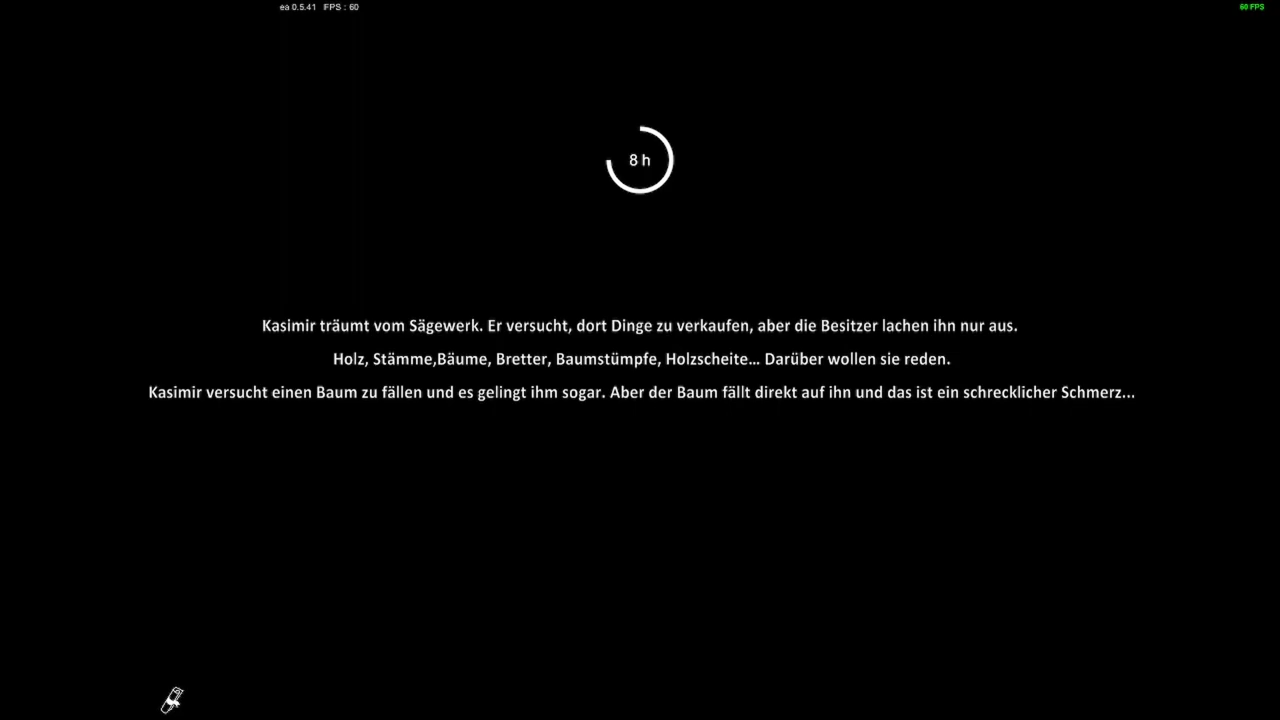 ea 0.5.41 FPS : 60
60 FPS
8 h
Kasimir träumt vom Sägewerk. Er versucht, dort Dinge zu verkaufen, aber die Besitzer lachen ihn nur aus.
Holz, Stämme,Bäume, Bretter, Baumstümpfe, Holzscheite... Darüber wollen sie reden.
Kasimir versucht einen Baum zu fällen und es gelingt ihm sogar. Aber der Baum fällt direkt auf ihn und das ist ein schrecklicher Schmerz...